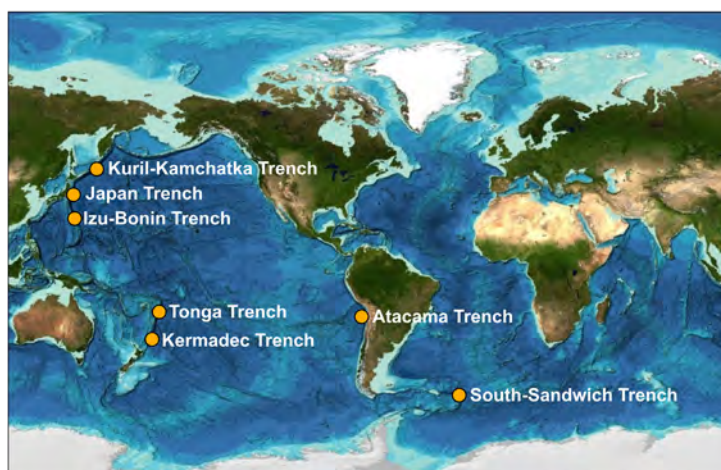 Kuril-Kamchatka Trench
Japan Trench
Izu-Bonin Trench
Tonga Trench
Atacama Trench
Kermadec Trench
South-Sandwich Trench